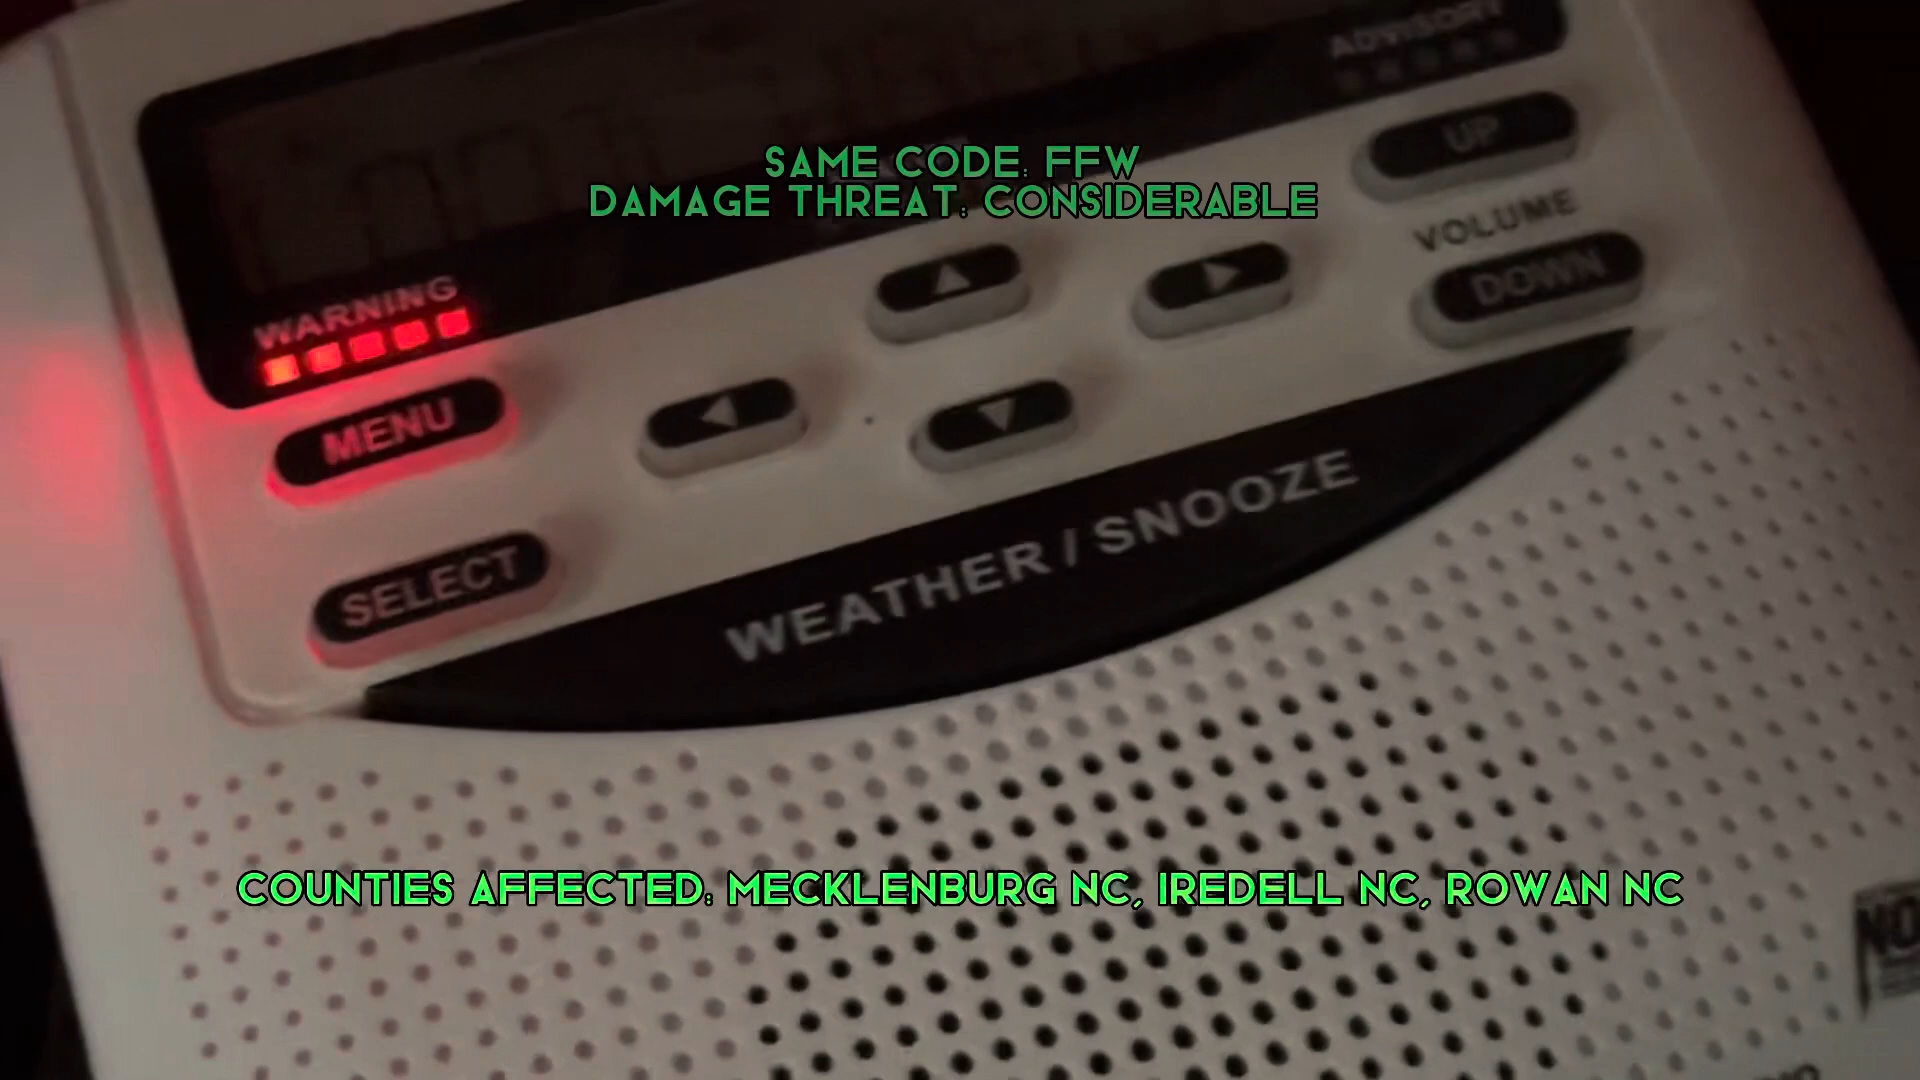 ADVISORY
UP
SAME CODE: FFW
DAMAGE THREAT: CONSIDERABLE
VOLUME
DOWN
WARNING
MENU
SELECT
WEATHER / SNOOZE
COUNTIES AFFECTED: MECKLENBURG NC, IREDELL NC, ROWAN NC